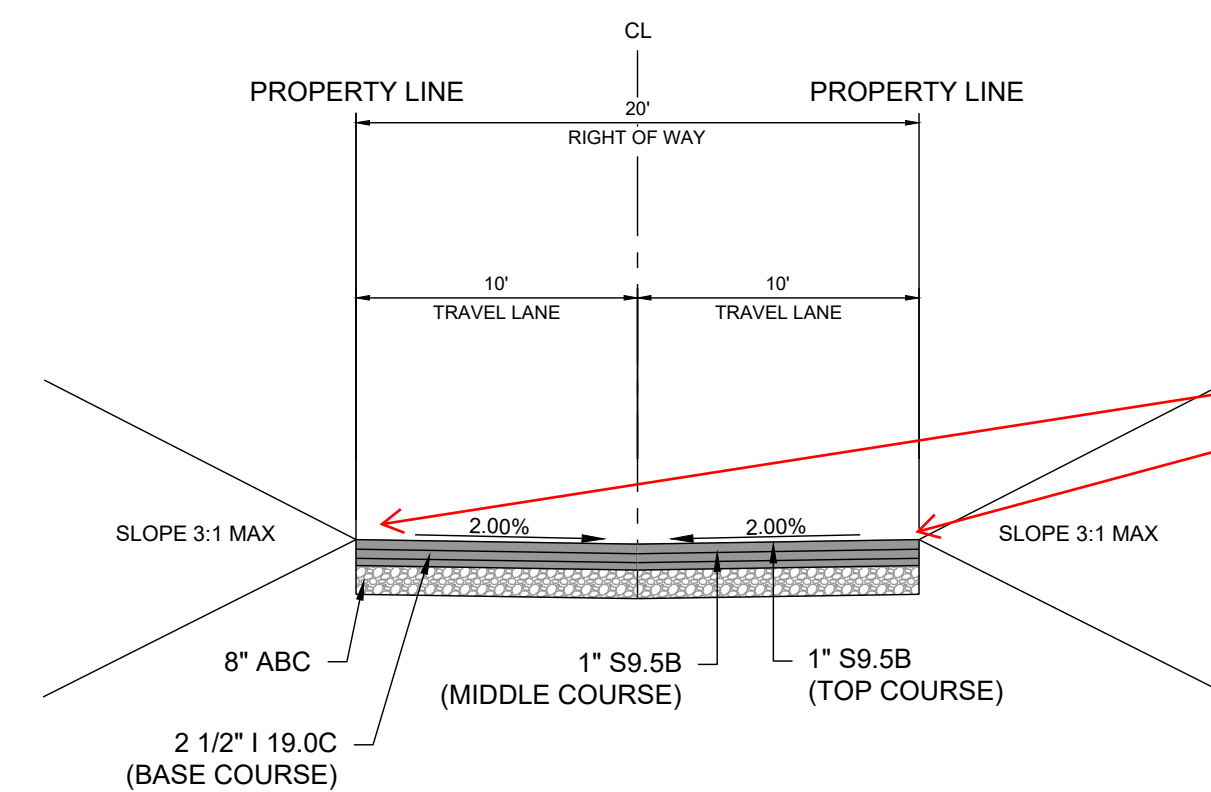 CL
PROPERTY LINE
PROPERTY LINE
20'
RIGHT OF WAY
10'
10'
TRAVEL LANE
TRAVEL LANE
SLOPE 3:1 MAX
2.00%
2.00%
SLOPE 3:1 MAX
8" ABC
1" S9.5B
(MIDDLE COURSE)
1" S9.5B
(TOP COURSE)
2 1/2" I 19.0C
(BASE COURSE)